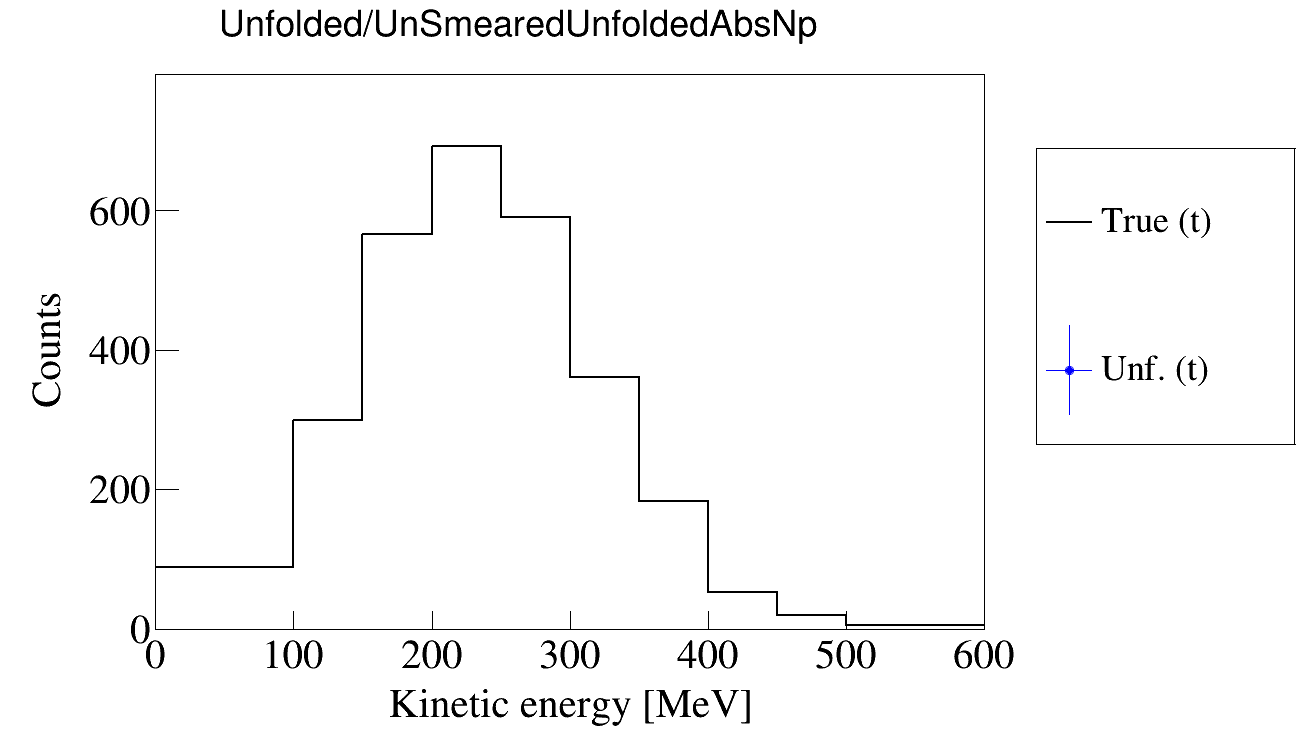 Unfolded/UnSmearedUnfoldedAbsNp
600
400
200
0
Counts
0 100 200 300 400 500 600
Kinetic energy [MeV]
True (t)
Unf. (t)